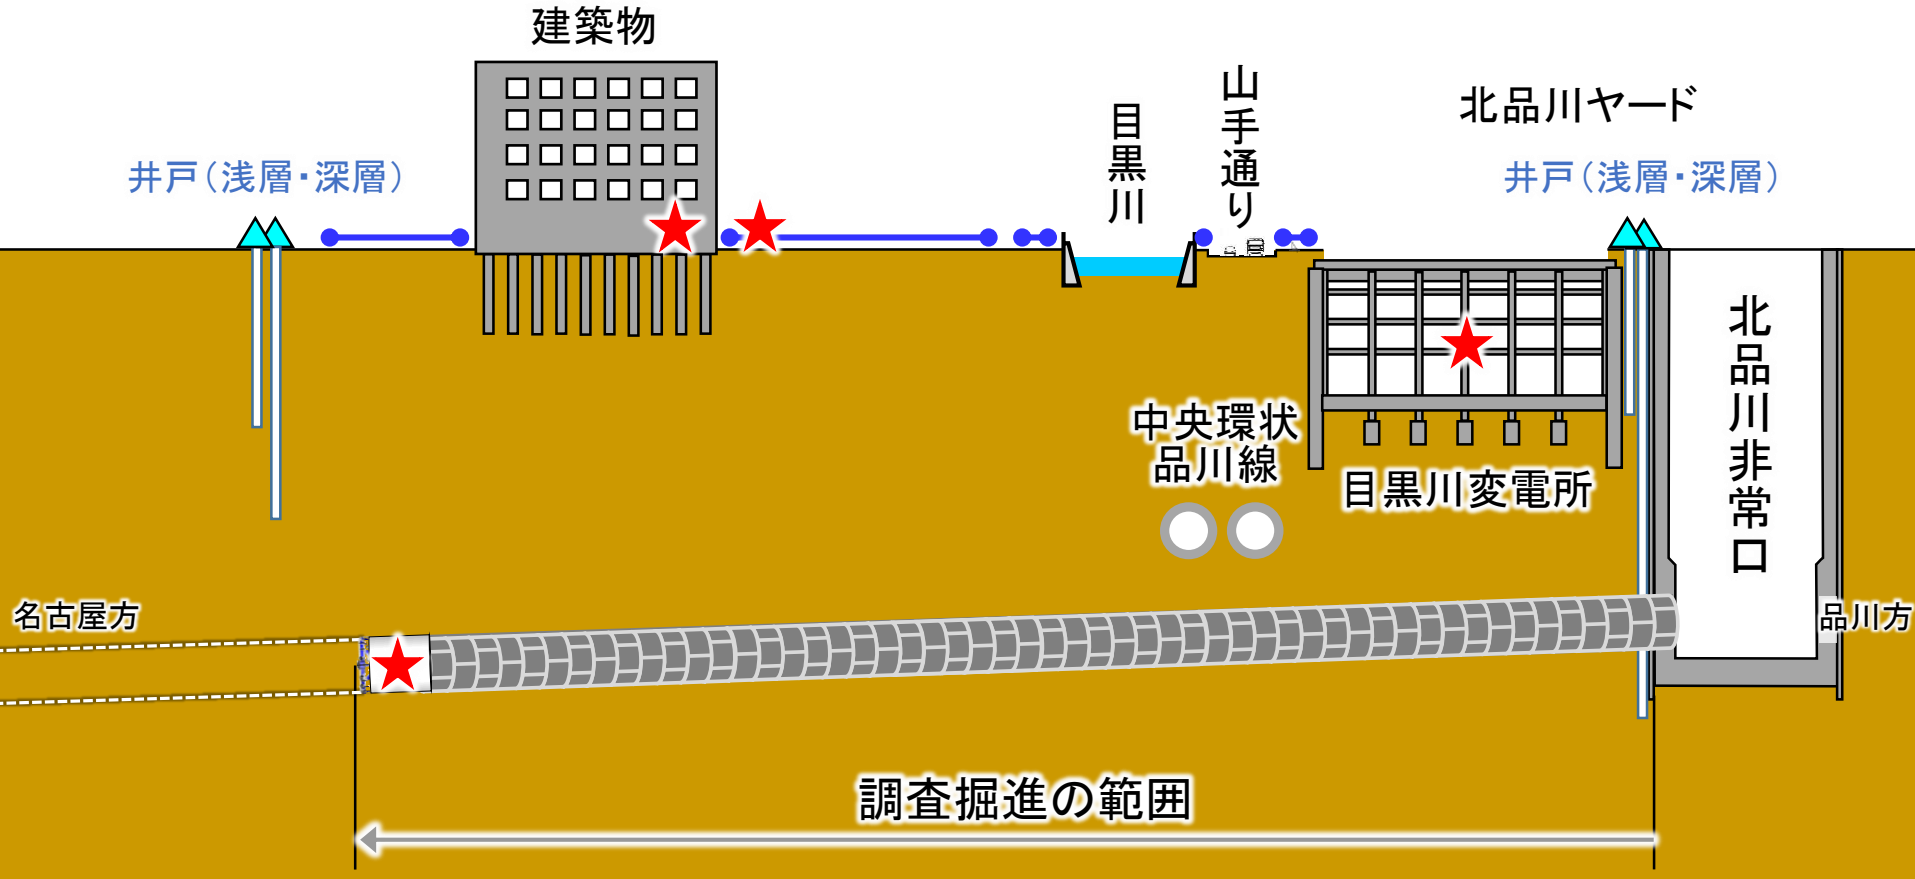 建築物
目黒川
山手通り
北品川ヤード
井戸（浅層・深層）
井戸（浅層・深層）
北品川非常口
中央環状
品川線
目黒川変電所
名古屋方
品川方
調査掘進の範囲